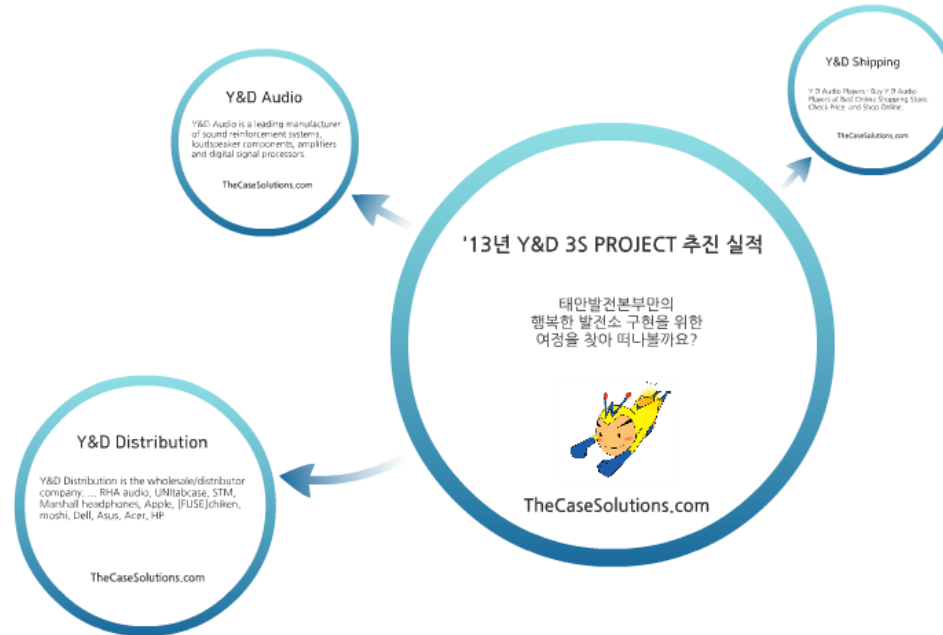 Y&D Audio
Y&D Audio is a leading manufacturer
of sound reinforcement systems,
loudspeaker components, amplifiers
and digital signal processors.
TheCaseSolutions.com
Y&D Shipping
Y D Audio Players - Buy Y D Audio
Players at Best Online Shopping Store.
Check Price and Shop Online.
TheCaseSolutions.com
'13년 Y&D 3S PROJECT 추진 실적
태안발전본부만의
행복한 발전소 구현을 위한
여정을 찾아 떠나볼까요?
TheCaseSolutions.com
Y&D Distribution
Y&D Distribution is the wholesale/distributor
company. ... RHA audio, UNItabcase, STM,
Marshall headphones, Apple, [FUSE]chiken,
moshi, Dell, Asus, Acer, HP
TheCaseSolutions.com